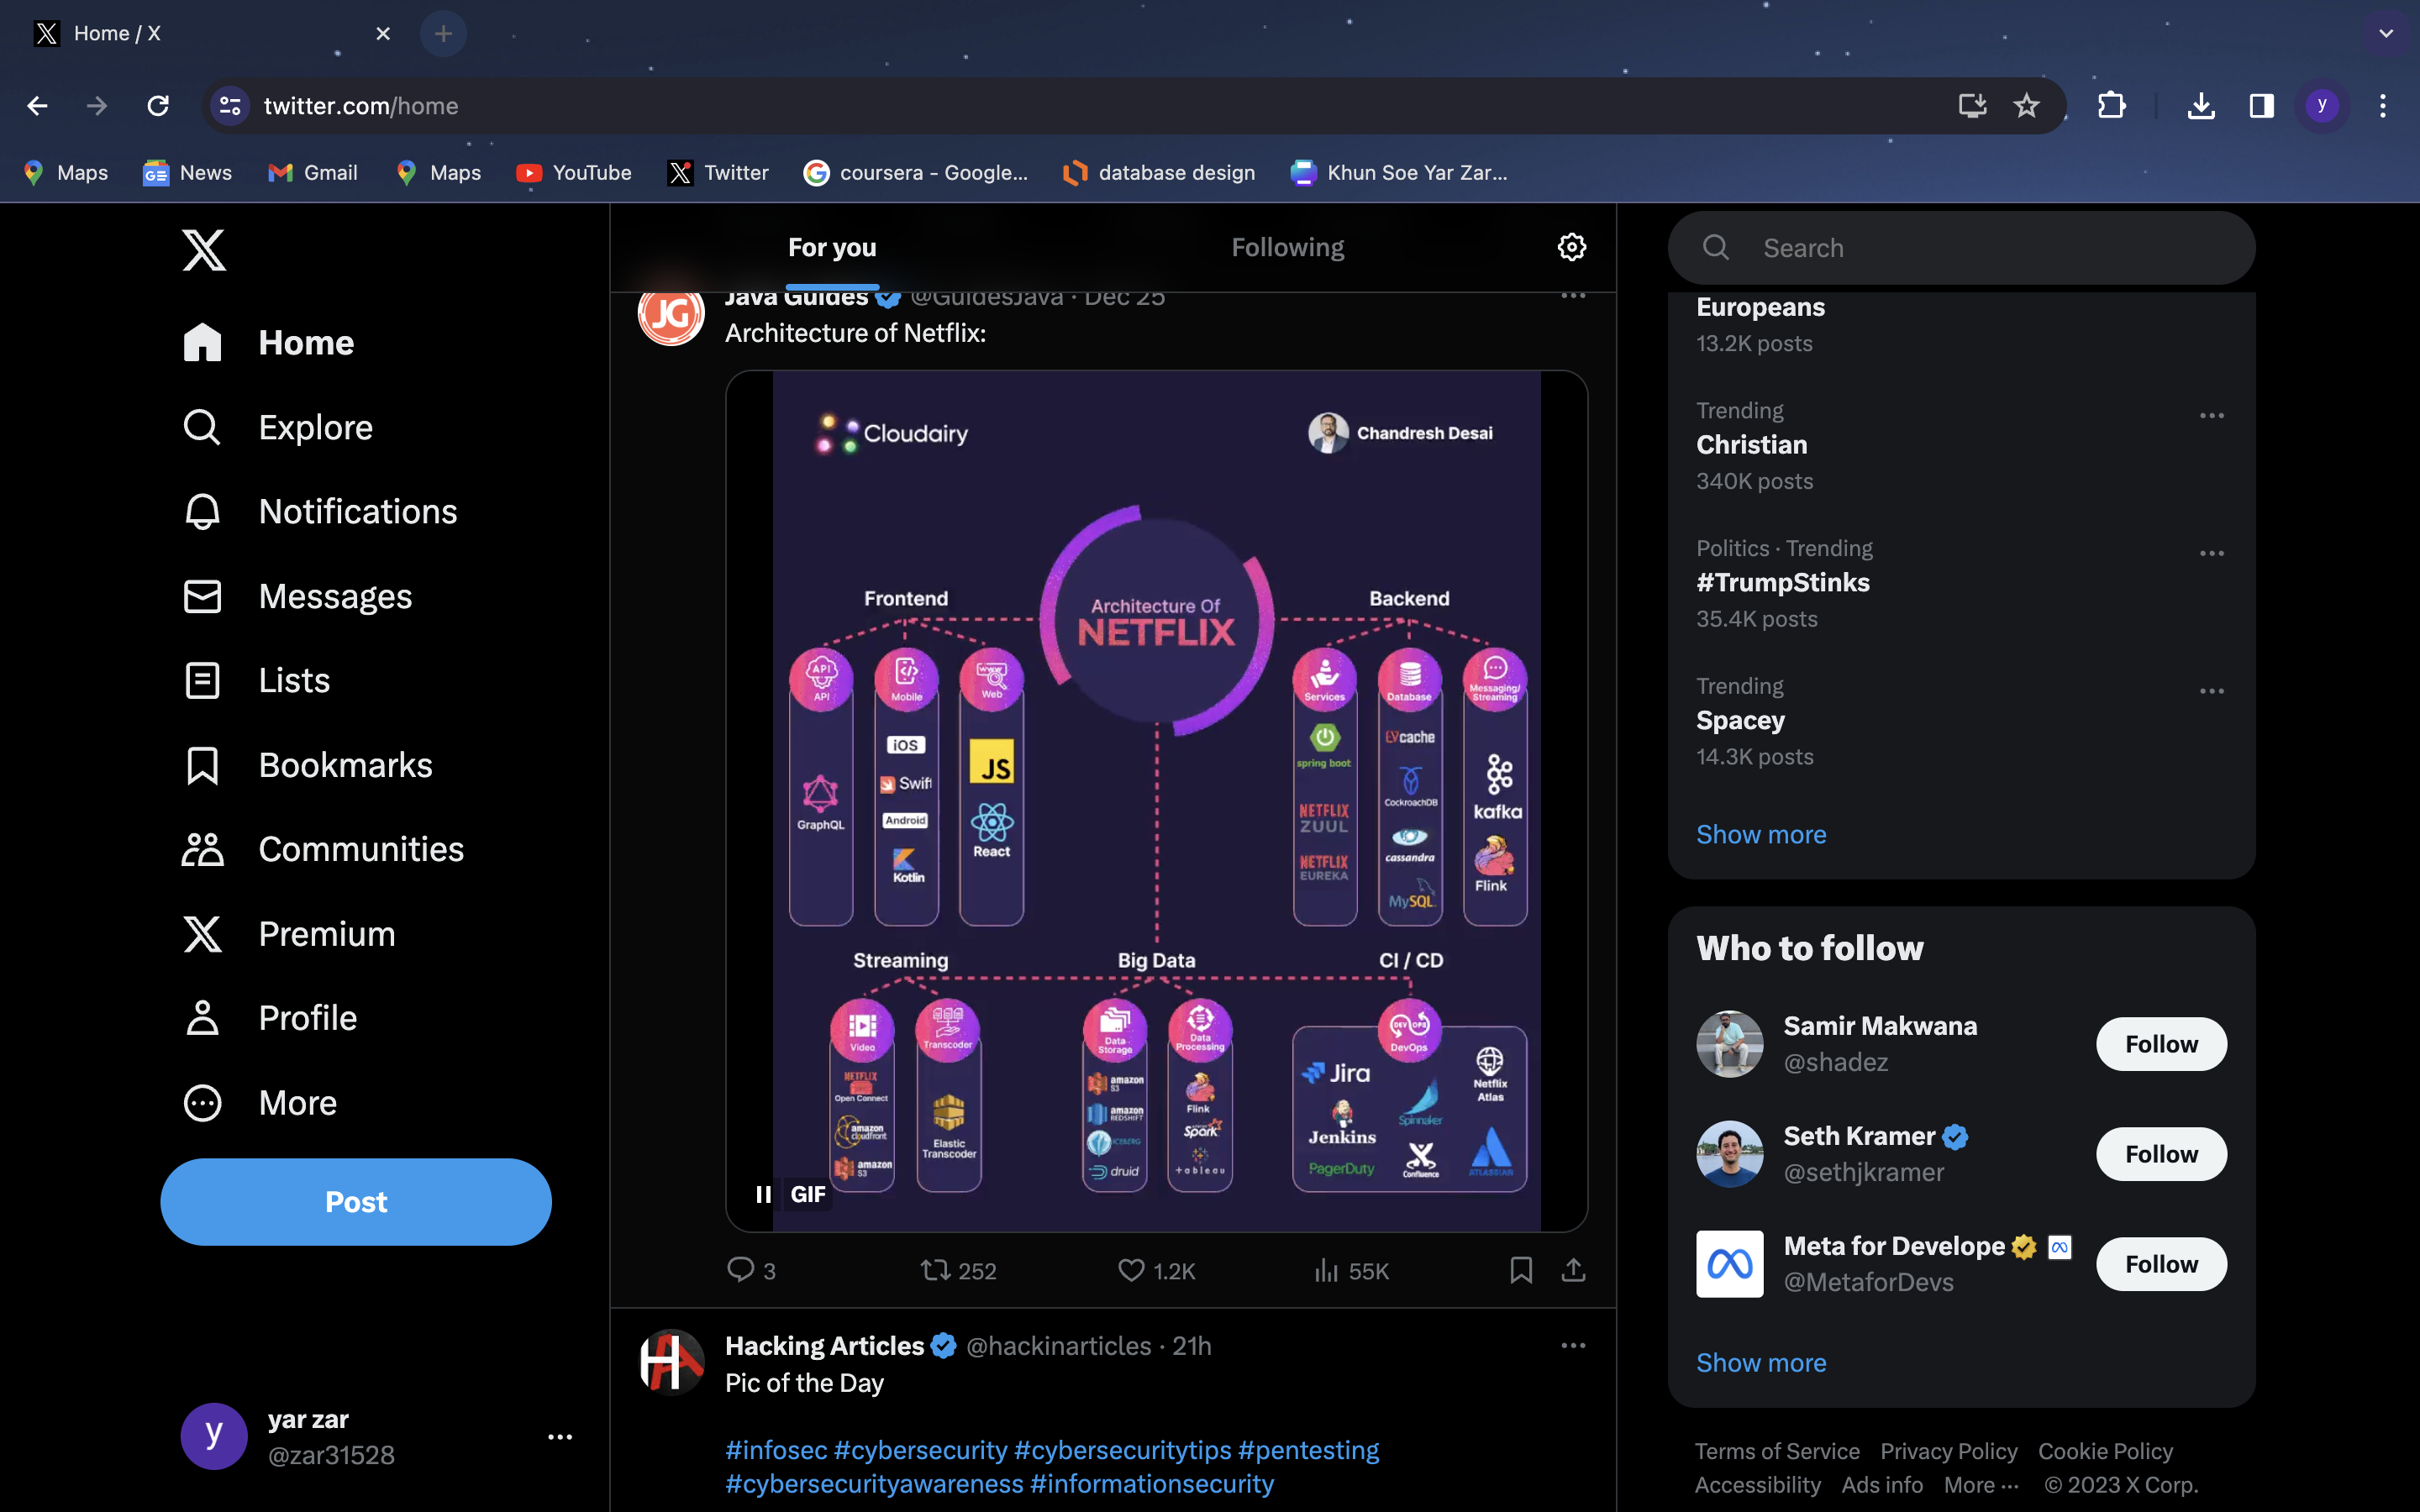 Home / X
twitter.com/home
y
Maps
News
Gmail
Maps
YouTube
Twitter
coursera - Google...
database design
Khun Soe Yar Zar...
Home
Explore
Notifications
Messages
Lists
Bookmarks
Communities
Premium
Profile
More
Post
y
yar zar
@zar31528
For you
Following
JG
Java Guides @GuidesJava · Dec 25
Architecture of Netflix:
Cloudairy
Chandresh Desai
Architecture Of
NETFLIX
Frontend
API
API
GraphQL
Mobile
iOS
Swift
Android
Kotlin
www
Web
JS
React
Backend
Services
spring boot
NETFLIX
ZUUL
NETFLIX
EUREKA
Database
EVcache
CockroachDB
cassandra
MySQL
Messaging/
Streaming
kafka
Flink
Streaming
Video
NETFLIX
Open Connect
amazon
cloudfront
amazon
S3
Transcoder
Elastic
Transcoder
Big Data
Data
Storage
amazon
S3
amazon
REDSHIFT
ICEBERG
druid
Data
Processing
Flink
Spark
+ableau
CI / CD
DEV OPS
DevOps
Jira
Jenkins
PagerDuty
Spinnaker
Confluence
Netflix
Atlas
ATLASSIAN
GIF
3
252
1.2K
55K
HA
Hacking Articles @hackinarticles · 21h
Pic of the Day
#infosec #cybersecurity #cybersecuritytips #pentesting
#cybersecurityawareness #informationsecurity
Search
Europeans
13.2K posts
Trending
Christian
340K posts
Politics · Trending
#TrumpStinks
35.4K posts
Trending
Spacey
14.3K posts
Show more
Who to follow
Samir Makwana
@shadez
Follow
Seth Kramer
@sethjkramer
Follow
Meta for Develope
@MetaforDevs
Follow
Show more
Terms of Service Privacy Policy Cookie Policy
Accessibility Ads info More ··· © 2023 X Corp.